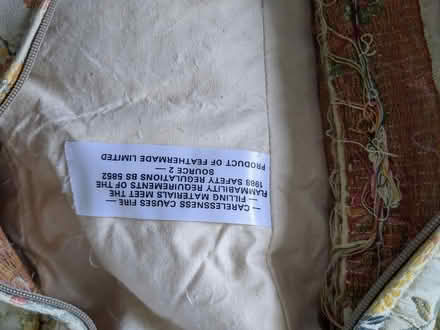 — CARELESSNESS CAUSES FIRE —
— FILLING MATERIALS MEET THE
FLAMMABILITY REQUIREMENTS OF THE
1988 SAFETY REGULATIONS BS 5852
SOURCE 2 —
PRODUCT OF FEATHERMADE LIMITED